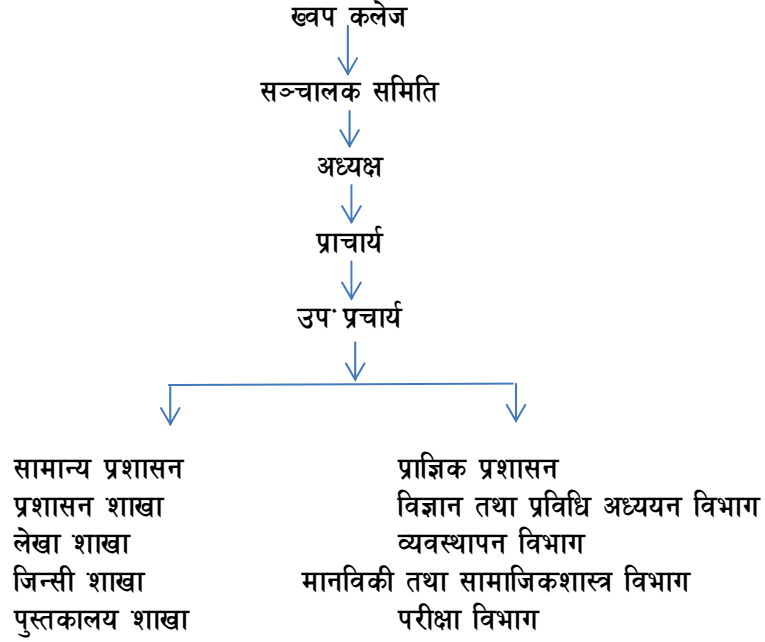 ख्वप कलेज
सञ्चालक समिति
अध्यक्ष
प्राचार्य
उप प्रचार्य
सामान्य प्रशासन
प्रशासन शाखा
लेखा शाखा
जिन्सी शाखा
पुस्तकालय शाखा
प्राज्ञिक प्रशासन
विज्ञान तथा प्रविधि अध्ययन विभाग
व्यवस्थापन विभाग
मानविकी तथा सामाजिकशास्त्र विभाग
परीक्षा विभाग